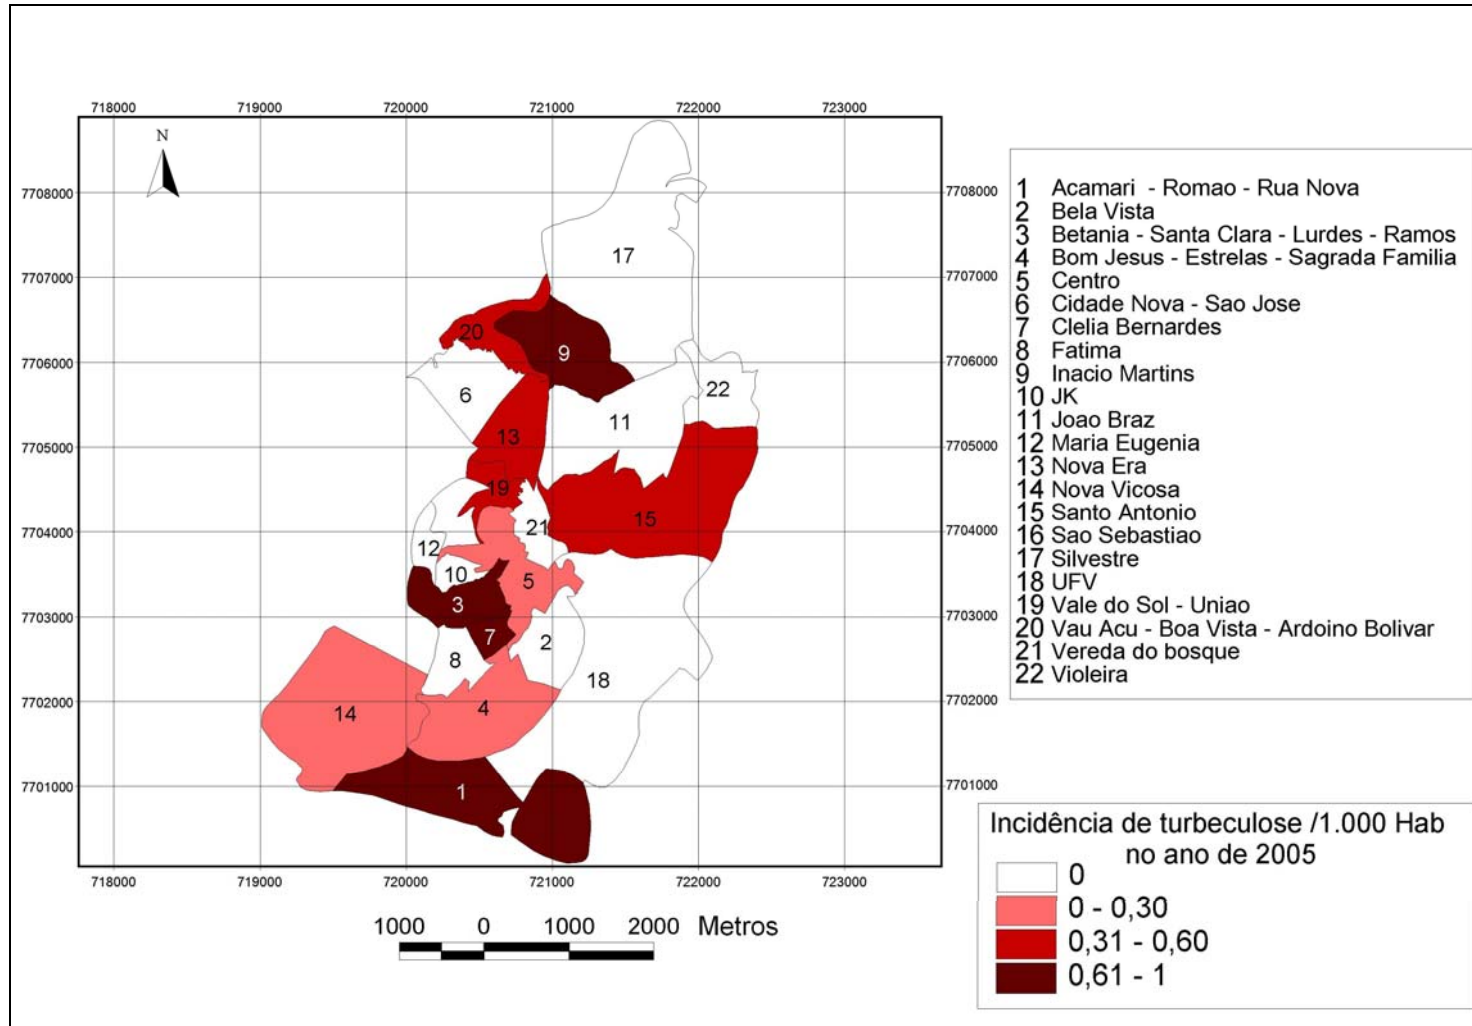 718000 719000 720000 721000 722000 723000
N
7708000 7708000
17
7707000 7707000
20
9
7706000 7706000
6
22
11
13
7705000 7705000
19
15
21
7704000 7704000
12
10
5
3
7703000 7703000
7
2
8
18
7702000 7702000
4
14
7701000 7701000
1
718000 719000 720000 721000 722000 723000
1000 0 1000 2000 Metros
1 Acamari - Romao - Rua Nova
2 Bela Vista
3 Betania - Santa Clara - Lurdes - Ramos
4 Bom Jesus - Estrelas - Sagrada Familia
5 Centro
6 Cidade Nova - Sao Jose
7 Clelia Bernardes
8 Fatima
9 Inacio Martins
10 JK
11 Joao Braz
12 Maria Eugenia
13 Nova Era
14 Nova Vicosa
15 Santo Antonio
16 Sao Sebastiao
17 Silvestre
18 UFV
19 Vale do Sol - Uniao
20 Vau Acu - Boa Vista - Ardoino Bolivar
21 Vereda do bosque
22 Violeira
Incidência de turbeculose /1.000 Hab
no ano de 2005
0
0 - 0,30
0,31 - 0,60
0,61 - 1